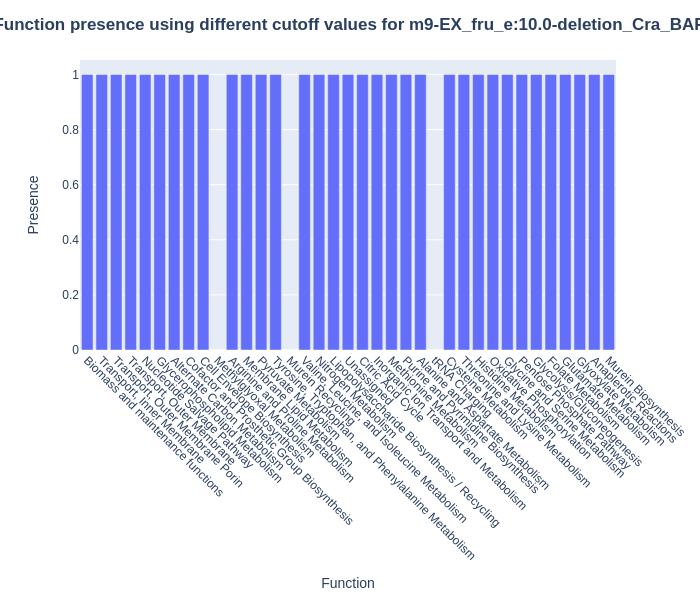 Function presence using different cutoff values for m9-EX_fru_e:10.0-deletion_Cra_BAF
Presence
1
0.8
0.6
0.4
0.2
0
Biomass and maintenance functions
Transport, Inner Membrane
Transport, Outer Membrane
Transport, Outer Membrane Porin
Nucleotide Salvage Pathway
Glycerophospholipid Metabolism
Alternate Carbon Metabolism
Cofactor and Prosthetic Group Biosynthesis
Cell Envelope Biosynthesis
Methylglyoxal Metabolism
Arginine and Proline Metabolism
Membrane Lipid Metabolism
Pyruvate Metabolism
Tyrosine, Tryptophan, and Phenylalanine Metabolism
Murein Recycling
Valine, Leucine, and Isoleucine Metabolism
Nitrogen Metabolism
Lipopolysaccharide Biosynthesis / Recycling
Unassigned
Citric Acid Cycle
Inorganic Ion Transport and Metabolism
Methionine Metabolism
Purine and Pyrimidine Biosynthesis
Alanine and Aspartate Metabolism
tRNA Charging
Cysteine Metabolism
Threonine and Lysine Metabolism
Histidine Metabolism
Oxidative Phosphorylation
Glycine and Serine Metabolism
Pentose Phosphate Pathway
Glycolysis/Gluconeogenesis
Folate Metabolism
Glutamate Metabolism
Glyoxylate Metabolism
Anaplerotic Reactions
Murein Biosynthesis
Function